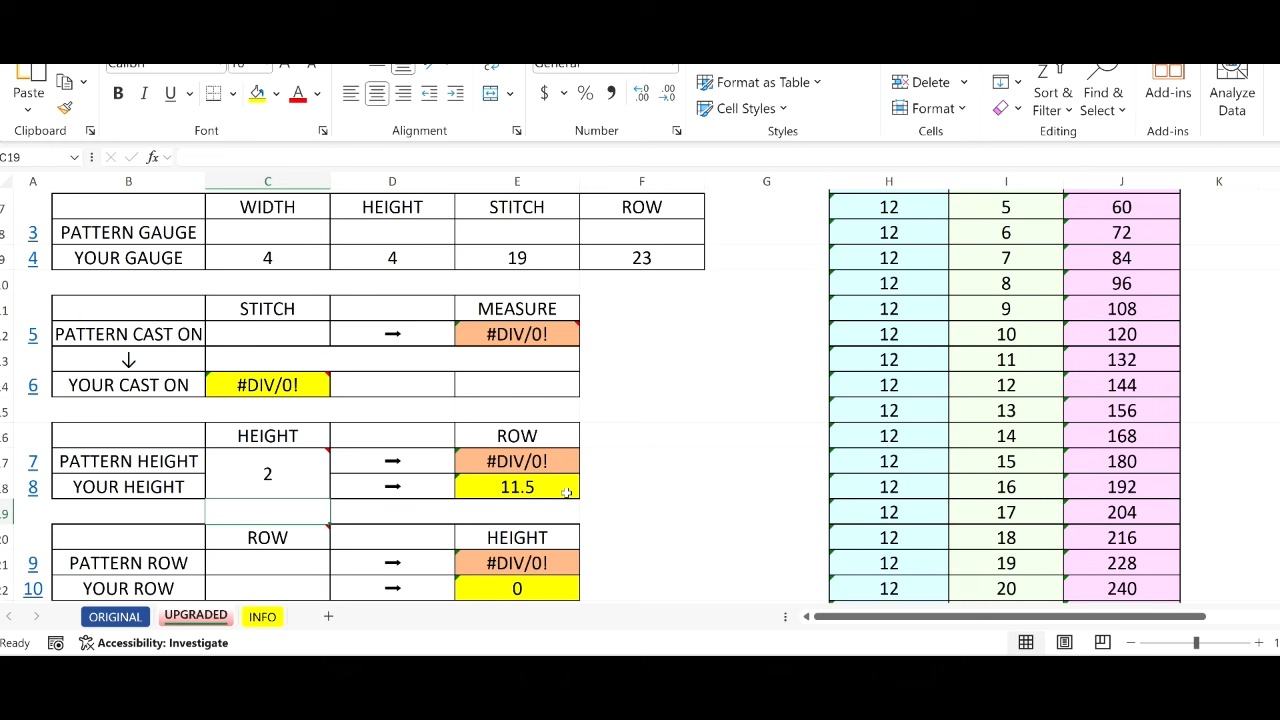 Paste
B I U A
$ % 9
Format as Table
Cell Styles
Delete
Format
Sort &
Filter
Find &
Select
Add-ins
Analyze
Data
Clipboard Font Alignment Number Styles Cells Editing Add-ins
C19 fx
A B C D E F G H I J K
WIDTH HEIGHT STITCH ROW 12 5 60
3 PATTERN GAUGE 12 6 72
4 YOUR GAUGE 4 4 19 23 12 7 84
12 8 96
STITCH MEASURE 12 9 108
5 PATTERN CAST ON → #DIV/0! 12 10 120
↓ 12 11 132
6 YOUR CAST ON #DIV/0! 12 12 144
12 13 156
HEIGHT ROW 12 14 168
7 PATTERN HEIGHT 2 → #DIV/0! 12 15 180
8 YOUR HEIGHT → 11.5 12 16 192
12 17 204
ROW HEIGHT 12 18 216
9 PATTERN ROW → #DIV/0! 12 19 228
10 YOUR ROW → 0 12 20 240
ORIGINAL UPGRADED INFO +
Ready Accessibility: Investigate